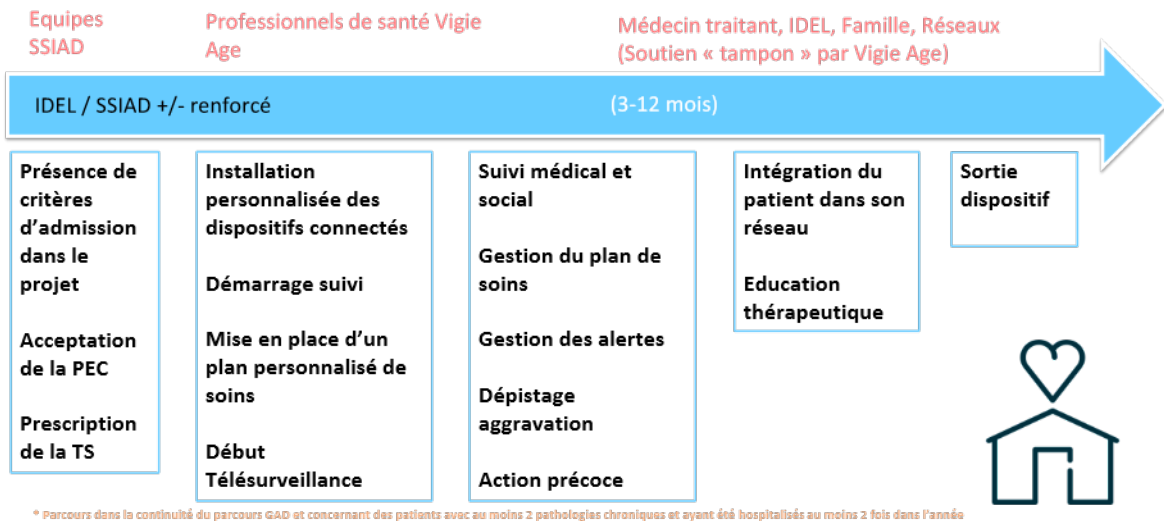 Equipes
SSIAD
Professionnels de santé Vigie
Age
Médecin traitant, IDEL, Famille, Réseaux
(Soutien « tampon » par Vigie Age)
IDEL / SSIAD +/- renforcé
(3-12 mois)
Présence de
critères
d’admission
dans le
projet
Acceptation
de la PEC
Prescription
de la TS
Installation
personnalisée des
dispositifs connectés
Démarrage suivi
Mise en place d’un
plan personnalisé de
soins
Début
Télésurveillance
Suivi médical et
social
Gestion du plan de
soins
Gestion des alertes
Dépistage
aggravation
Action précoce
Intégration du
patient dans son
réseau
Education
thérapeutique
Sortie
dispositif
* Parcours dans la continuité du parcours GAD et concernant des patients avec au moins 2 pathologies chroniques et ayant été hospitalisés au moins 2 fois dans l’année